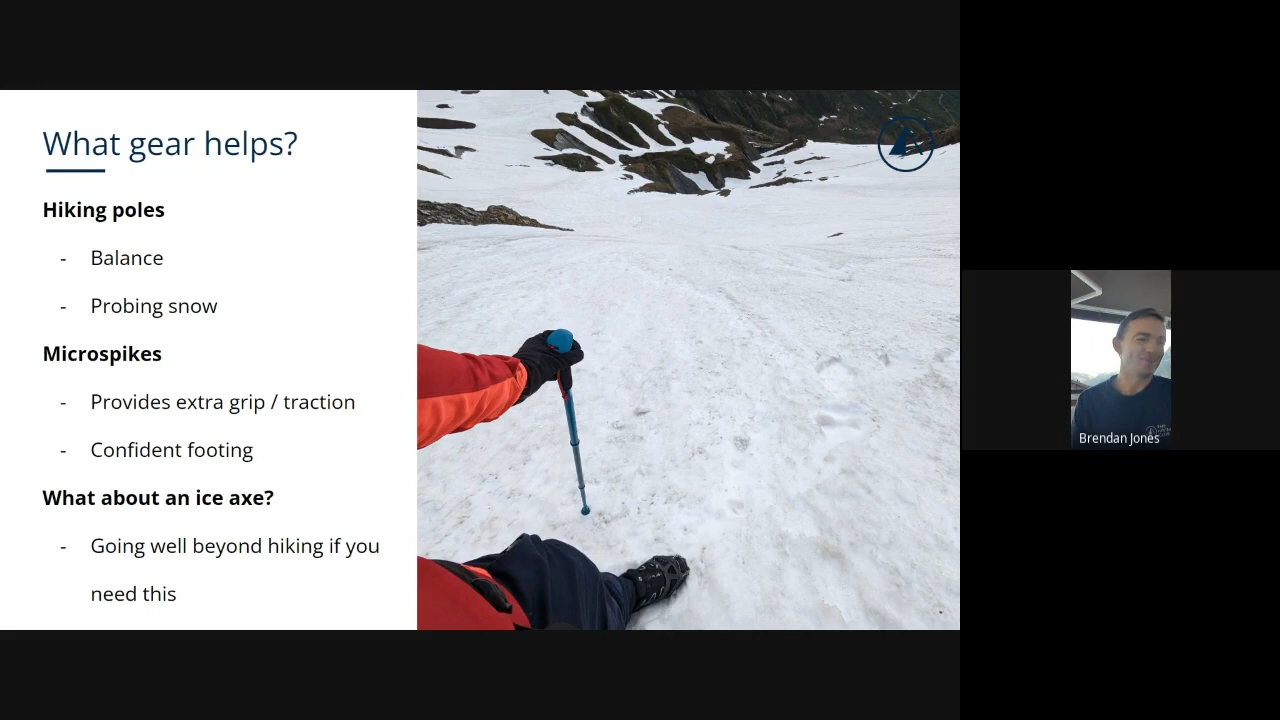 What gear helps?
Hiking poles
- Balance
- Probing snow
Microspikes
- Provides extra grip / traction
- Confident footing
What about an ice axe?
- Going well beyond hiking if you
need this
Brendan Jones